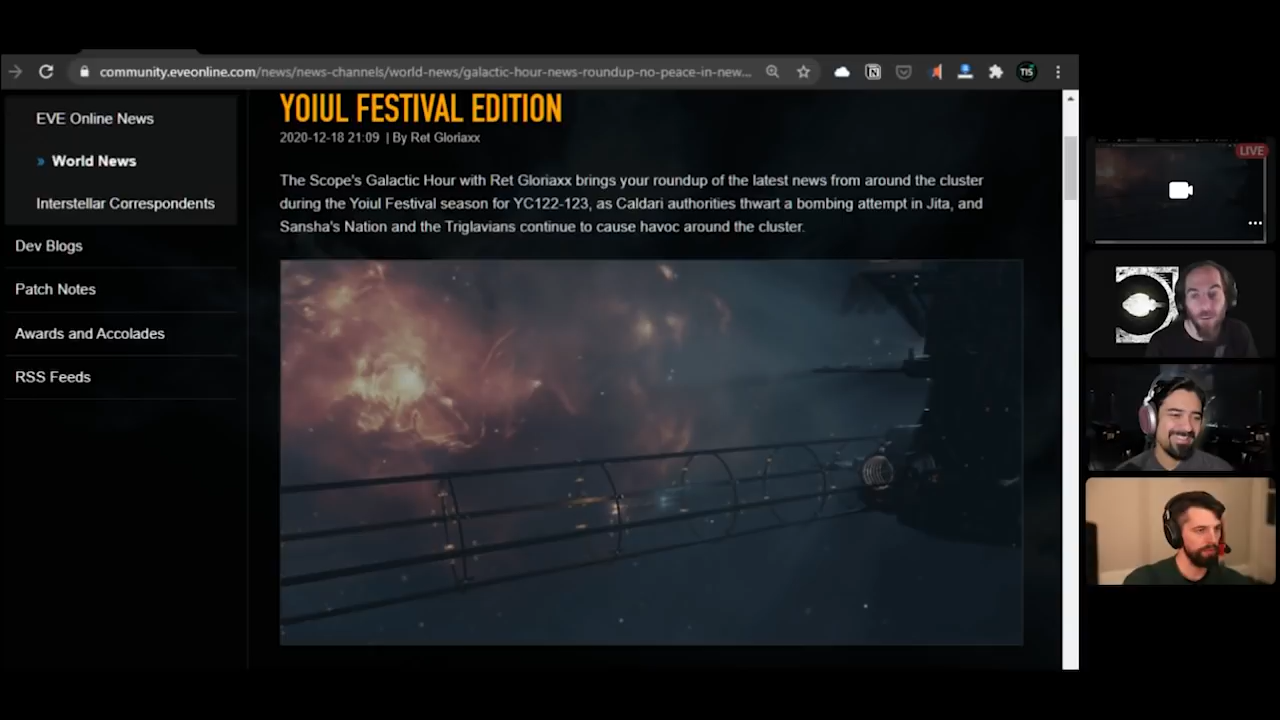 community.eveonline.com/news/news-channels/world-news/galactic-hour-news-roundup-no-peace-in-new...
TIS
EVE Online News
» World News
Interstellar Correspondents
Dev Blogs
Patch Notes
Awards and Accolades
RSS Feeds
YOIUL FESTIVAL EDITION
2020-12-18 21:09 | By Ret Gloriaxx
The Scope's Galactic Hour with Ret Gloriaxx brings your roundup of the latest news from around the cluster
during the Yoiul Festival season for YC122-123, as Caldari authorities thwart a bombing attempt in Jita, and
Sansha's Nation and the Triglavians continue to cause havoc around the cluster.
LIVE